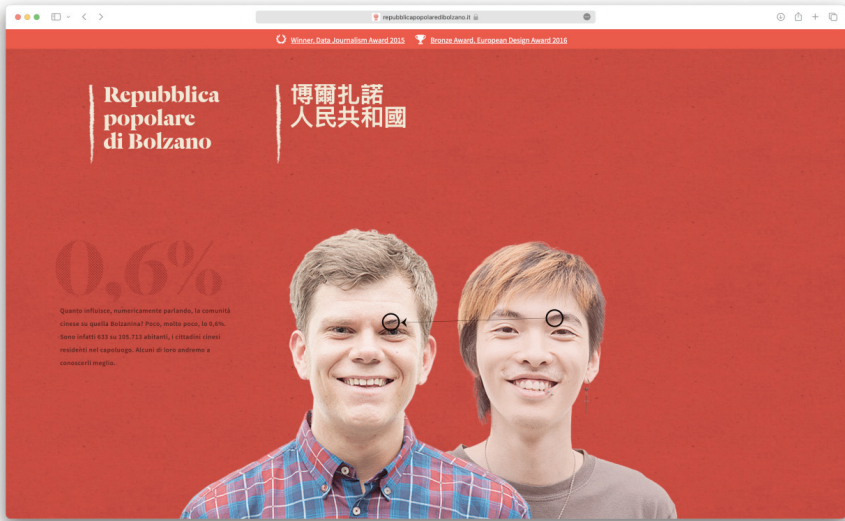 repubblicapopolaredibolzano.it
Winner, Data Journalism Award 2015
Bronze Award, European Design Award 2016
Repubblica
popolare
di Bolzano
博爾扎諾
人民共和國
0,6%
Quanto influisce, numericamente parlando, la comunità
cinese su quella Bolzanina? Poco, molto poco, lo 0,6%.
Sono infatti 633 su 105.713 abitanti, i cittadini cinesi
residenti nel capoluogo. Alcuni di loro andremo a
conoscerli meglio.